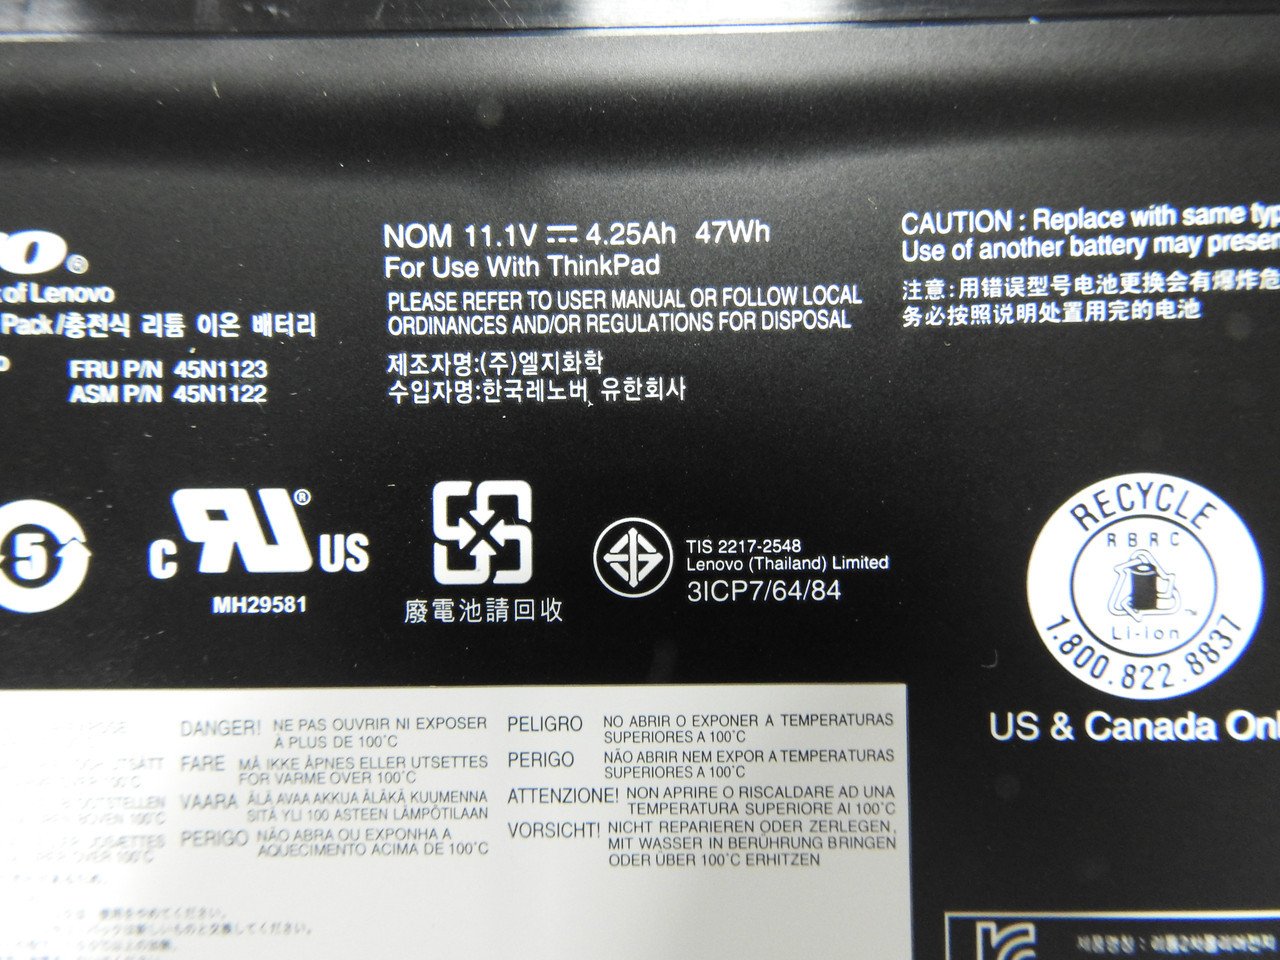 NOM 11.1V 4.25Ah 47Wh
For Use With ThinkPad
PLEASE REFER TO USER MANUAL OR FOLLOW LOCAL
ORDINANCES AND/OR REGULATIONS FOR DISPOSAL
제조자명:(주)엘지화학
수입자명:한국레노버 유한회사
CAUTION : Replace with same
Use of another battery may
注意:用错误型号电池更换会有爆炸危
务必按照说明处置用完的电池
®
of Lenovo
Pack/충전식 리튬 이온 배터리
FRU P/N 45N1123
ASM P/N 45N1122
5
C UR ® US
MH29581
廢電池請回收
TIS 2217-2548
Lenovo (Thailand) Limited
3ICP7/64/84
RECYCLE
RBRC
Li-ion
1.800.822.8837
US & Canada
DANGER! NE PAS OUVRIR NI EXPOSER
À PLUS DE 100°C
FARE MÅ IKKE ÅPNES ELLER UTSETTES
FOR VARME OVER 100°C
VAARA ÄLÄ AVAA AKKUA ÄLÄKÄ KUUMENNA
SITÄ YLI 100 ASTEEN LÄMPÖTILAAN
PERIGO NÃO ABRA OU EXPONHA A
AQUECIMENTO ACIMA DE 100°C
PELIGRO NO ABRIR O EXPONER A TEMPERATURAS
SUPERIORES A 100°C
PERIGO NÃO ABRIR NEM EXPOR A TEMPERATURAS
SUPERIORES A 100°C
ATTENZIONE! NON APRIRE O RISCALDARE AD UNA
TEMPERATURA SUPERIORE AI 100°C
VORSICHT! NICHT REPARIEREN ODER ZERLEGEN,
MIT WASSER IN BERÜHRUNG BRINGEN
ODER ÜBER 100°C ERHITZEN